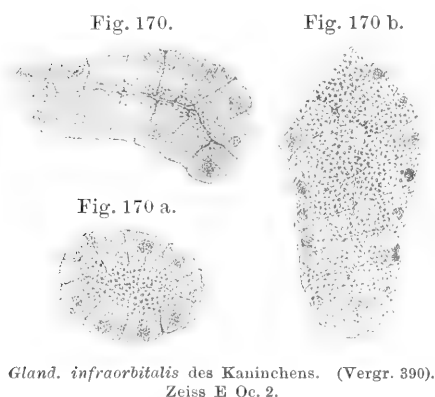 Fig. 170.
Fig. 170 b.
Fig. 170 a.
Gland. infraorbitalis des Kaninchens. (Vergr. 390).
Zeiss E Oc. 2.